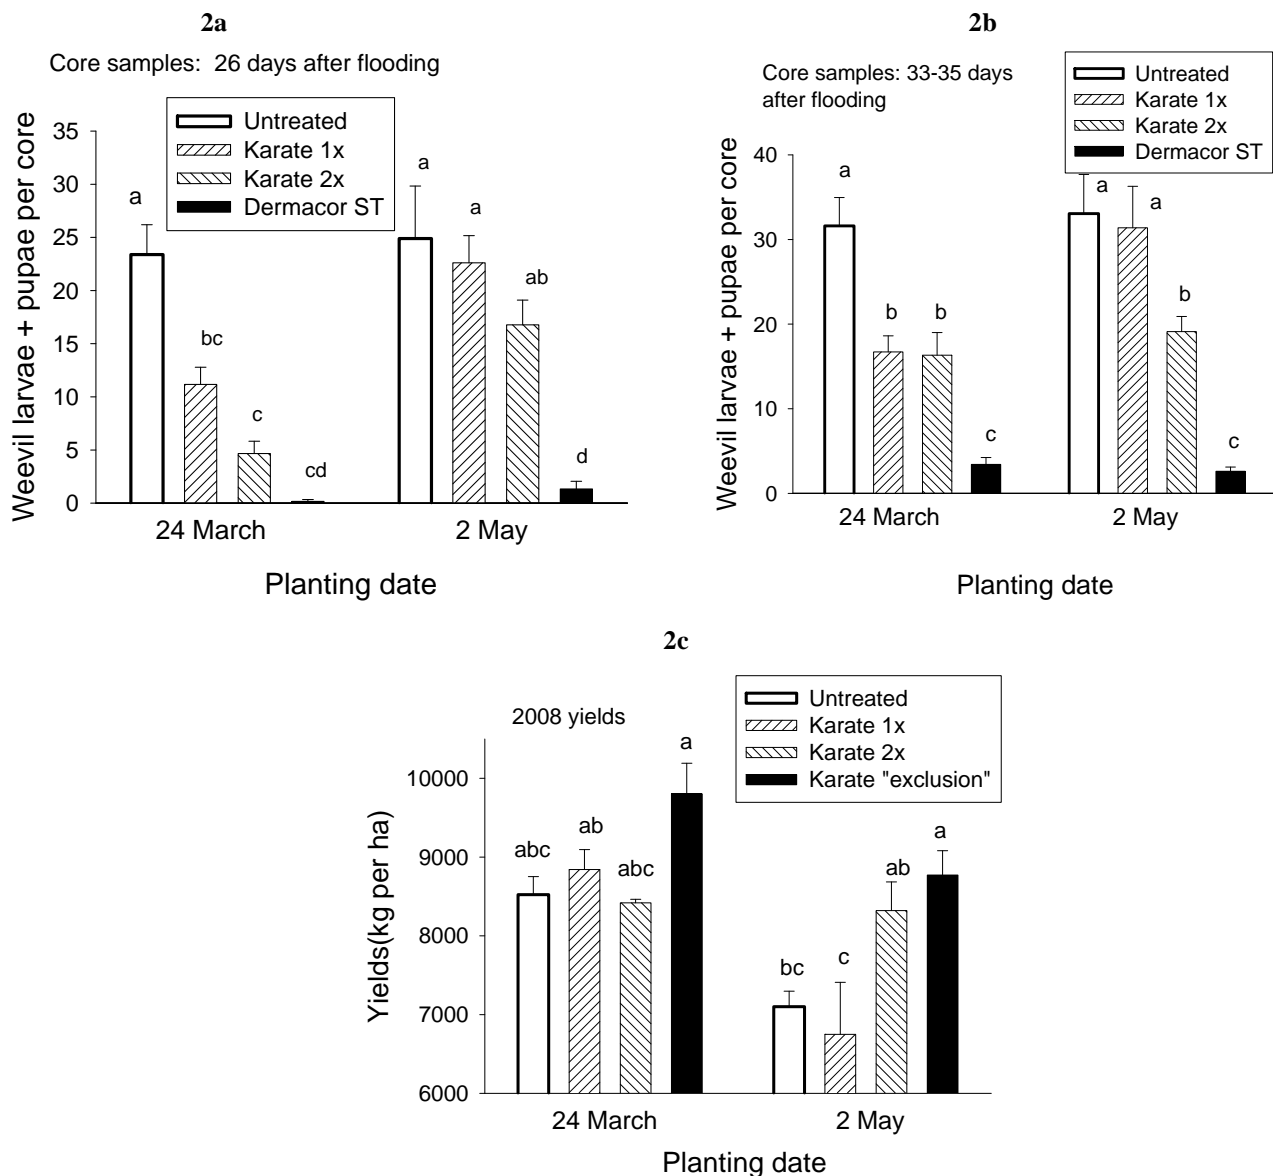 2a
Core samples: 26 days after flooding
Untreated
Karate 1x
Karate 2x
Dermacor ST
Weevil larvae + pupae per core
35
30
25
20
15
10
5
0
a
bc
c
cd
a
a
ab
d
24 March
2 May
Planting date
2b
Core samples: 33-35 days
after flooding
Untreated
Karate 1x
Karate 2x
Dermacor ST
Weevil larvae + pupae per core
40
30
20
10
0
a
b
b
c
a
a
b
c
24 March
2 May
Planting date
2c
2008 yields
Untreated
Karate 1x
Karate 2x
Karate "exclusion"
Yields(kg per ha)
10000
9000
8000
7000
6000
abc
ab
abc
a
bc
c
ab
a
24 March
2 May
Planting date